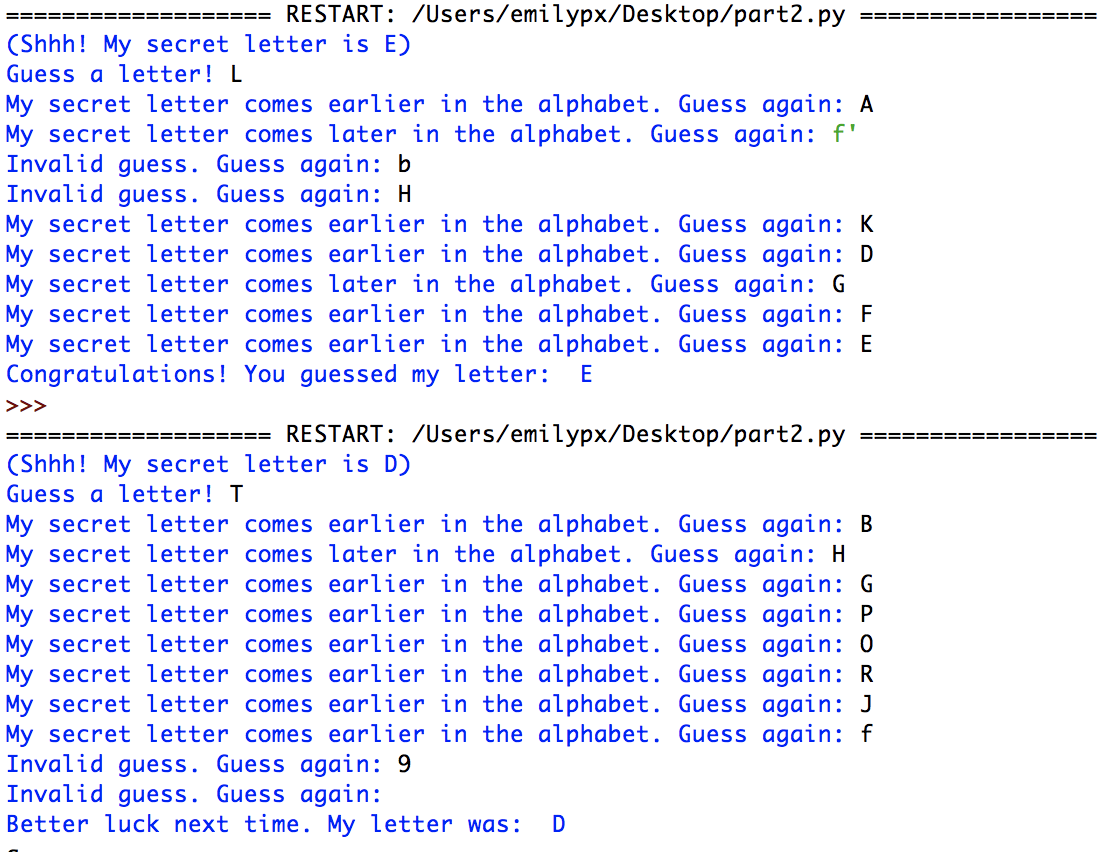 =================== RESTART: /Users/emilypx/Desktop/part2.py =================
(Shhh! My secret letter is E)
Guess a letter! L
My secret letter comes earlier in the alphabet. Guess again: A
My secret letter comes later in the alphabet. Guess again: f'
Invalid guess. Guess again: b
Invalid guess. Guess again: H
My secret letter comes earlier in the alphabet. Guess again: K
My secret letter comes earlier in the alphabet. Guess again: D
My secret letter comes later in the alphabet. Guess again: G
My secret letter comes earlier in the alphabet. Guess again: F
My secret letter comes earlier in the alphabet. Guess again: E
Congratulations! You guessed my letter:  E
>>>
=================== RESTART: /Users/emilypx/Desktop/part2.py =================
(Shhh! My secret letter is D)
Guess a letter! T
My secret letter comes earlier in the alphabet. Guess again: B
My secret letter comes later in the alphabet. Guess again: H
My secret letter comes earlier in the alphabet. Guess again: G
My secret letter comes earlier in the alphabet. Guess again: P
My secret letter comes earlier in the alphabet. Guess again: O
My secret letter comes earlier in the alphabet. Guess again: R
My secret letter comes earlier in the alphabet. Guess again: J
My secret letter comes earlier in the alphabet. Guess again: f
Invalid guess. Guess again: 9
Invalid guess. Guess again:
Better luck next time. My letter was:  D